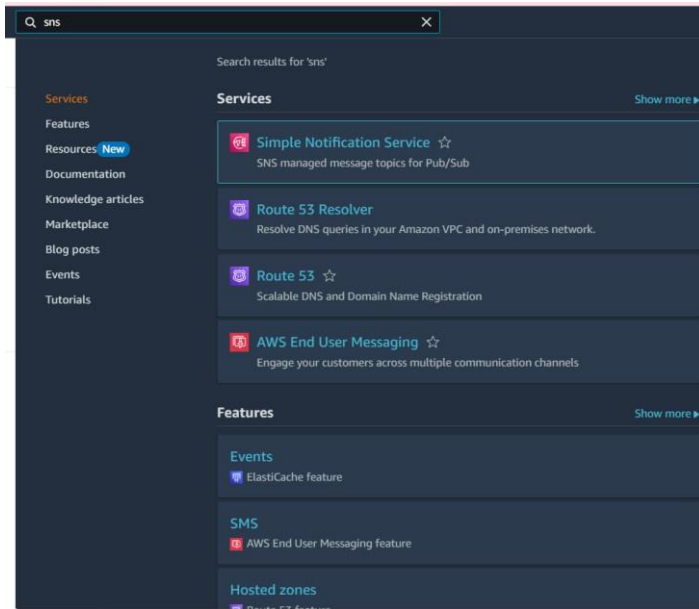 sns
Search results for 'sns'
Services
Features
Resources New
Documentation
Knowledge articles
Marketplace
Blog posts
Events
Tutorials
Services
Show more
Simple Notification Service
SNS managed message topics for Pub/Sub
Route 53 Resolver
Resolve DNS queries in your Amazon VPC and on-premises network.
Route 53
Scalable DNS and Domain Name Registration
AWS End User Messaging
Engage your customers across multiple communication channels
Features
Show more
Events
ElastiCache feature
SMS
AWS End User Messaging feature
Hosted zones
Route 53 feature